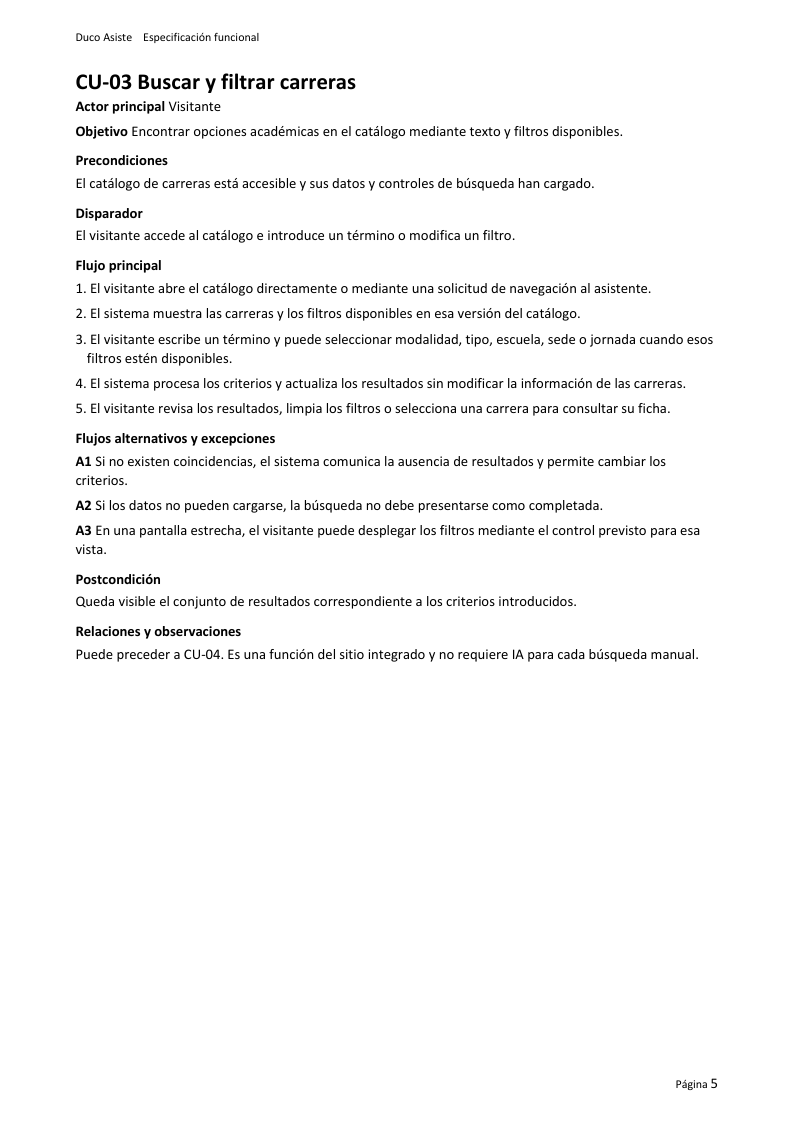 Duco Asiste Especificación funcional
CU-03 Buscar y filtrar carreras
Actor principal Visitante
Objetivo Encontrar opciones académicas en el catálogo mediante texto y filtros disponibles.
Precondiciones
El catálogo de carreras está accesible y sus datos y controles de búsqueda han cargado.
Disparador
El visitante accede al catálogo e introduce un término o modifica un filtro.
Flujo principal
1. El visitante abre el catálogo directamente o mediante una solicitud de navegación al asistente.
2. El sistema muestra las carreras y los filtros disponibles en esa versión del catálogo.
3. El visitante escribe un término y puede seleccionar modalidad, tipo, escuela, sede o jornada cuando esos
filtros estén disponibles.
4. El sistema procesa los criterios y actualiza los resultados sin modificar la información de las carreras.
5. El visitante revisa los resultados, limpia los filtros o selecciona una carrera para consultar su ficha.
Flujos alternativos y excepciones
A1 Si no existen coincidencias, el sistema comunica la ausencia de resultados y permite cambiar los
criterios.
A2 Si los datos no pueden cargarse, la búsqueda no debe presentarse como completada.
A3 En una pantalla estrecha, el visitante puede desplegar los filtros mediante el control previsto para esa
vista.
Postcondición
Queda visible el conjunto de resultados correspondiente a los criterios introducidos.
Relaciones y observaciones
Puede preceder a CU-04. Es una función del sitio integrado y no requiere IA para cada búsqueda manual.
Página 5